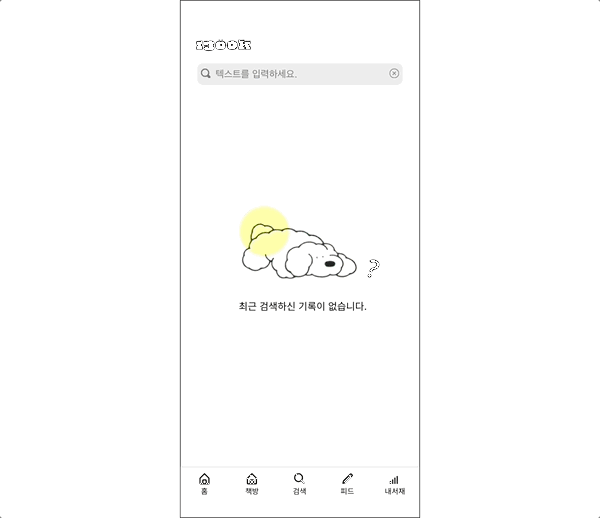 텍스트를 입력하세요.
?
최근 검색하신 기록이 없습니다.
홈 책방 검색 피드 내서재